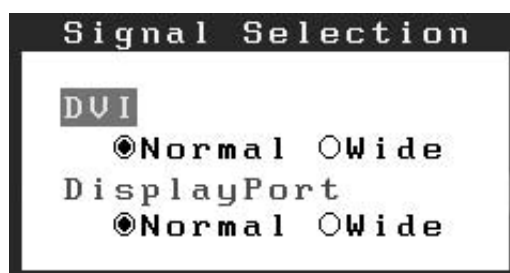 Signal Selection
DVI
◉Normal ○Wide
DisplayPort
◉Normal ○Wide